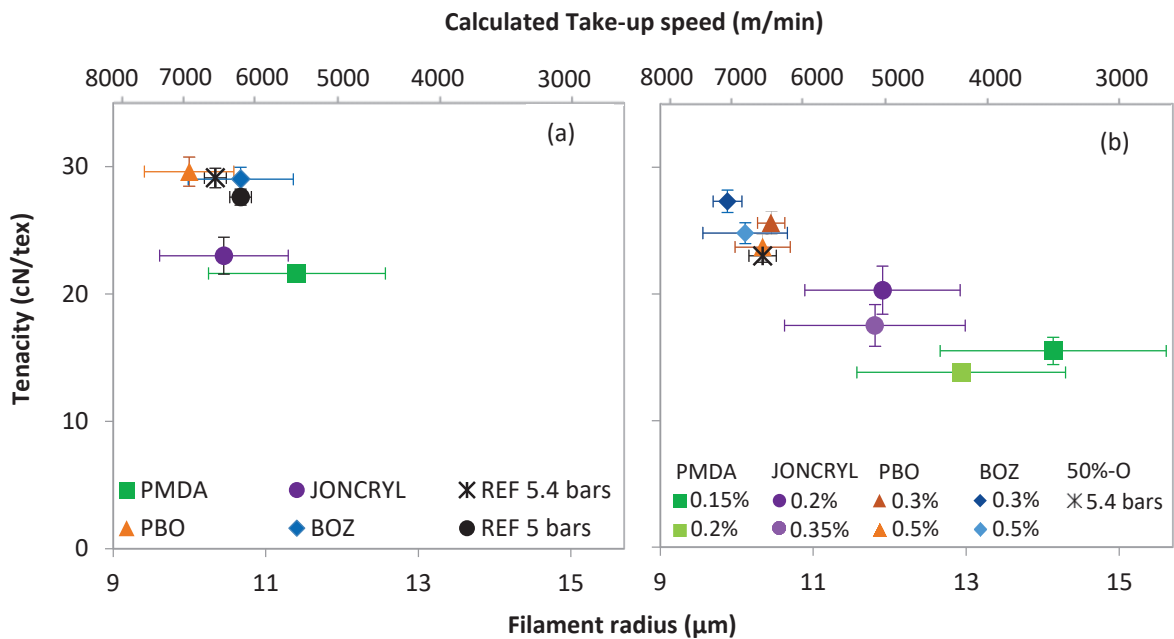 Calculated Take-up speed (m/min)
8000 7000 6000 5000 4000 3000
8000 7000 6000 5000 4000 3000
(a)
(b)
Tenacity (cN/tex)
30
20
10
0
PMDA JONCRYL REF 5.4 bars
PBO BOZ REF 5 bars
PMDA JONCRYL PBO BOZ 50%-O
0.15% 0.2% 0.3% 0.3% 5.4 bars
0.2% 0.35% 0.5% 0.5%
9 11 13 15
9 11 13 15
Filament radius (µm)